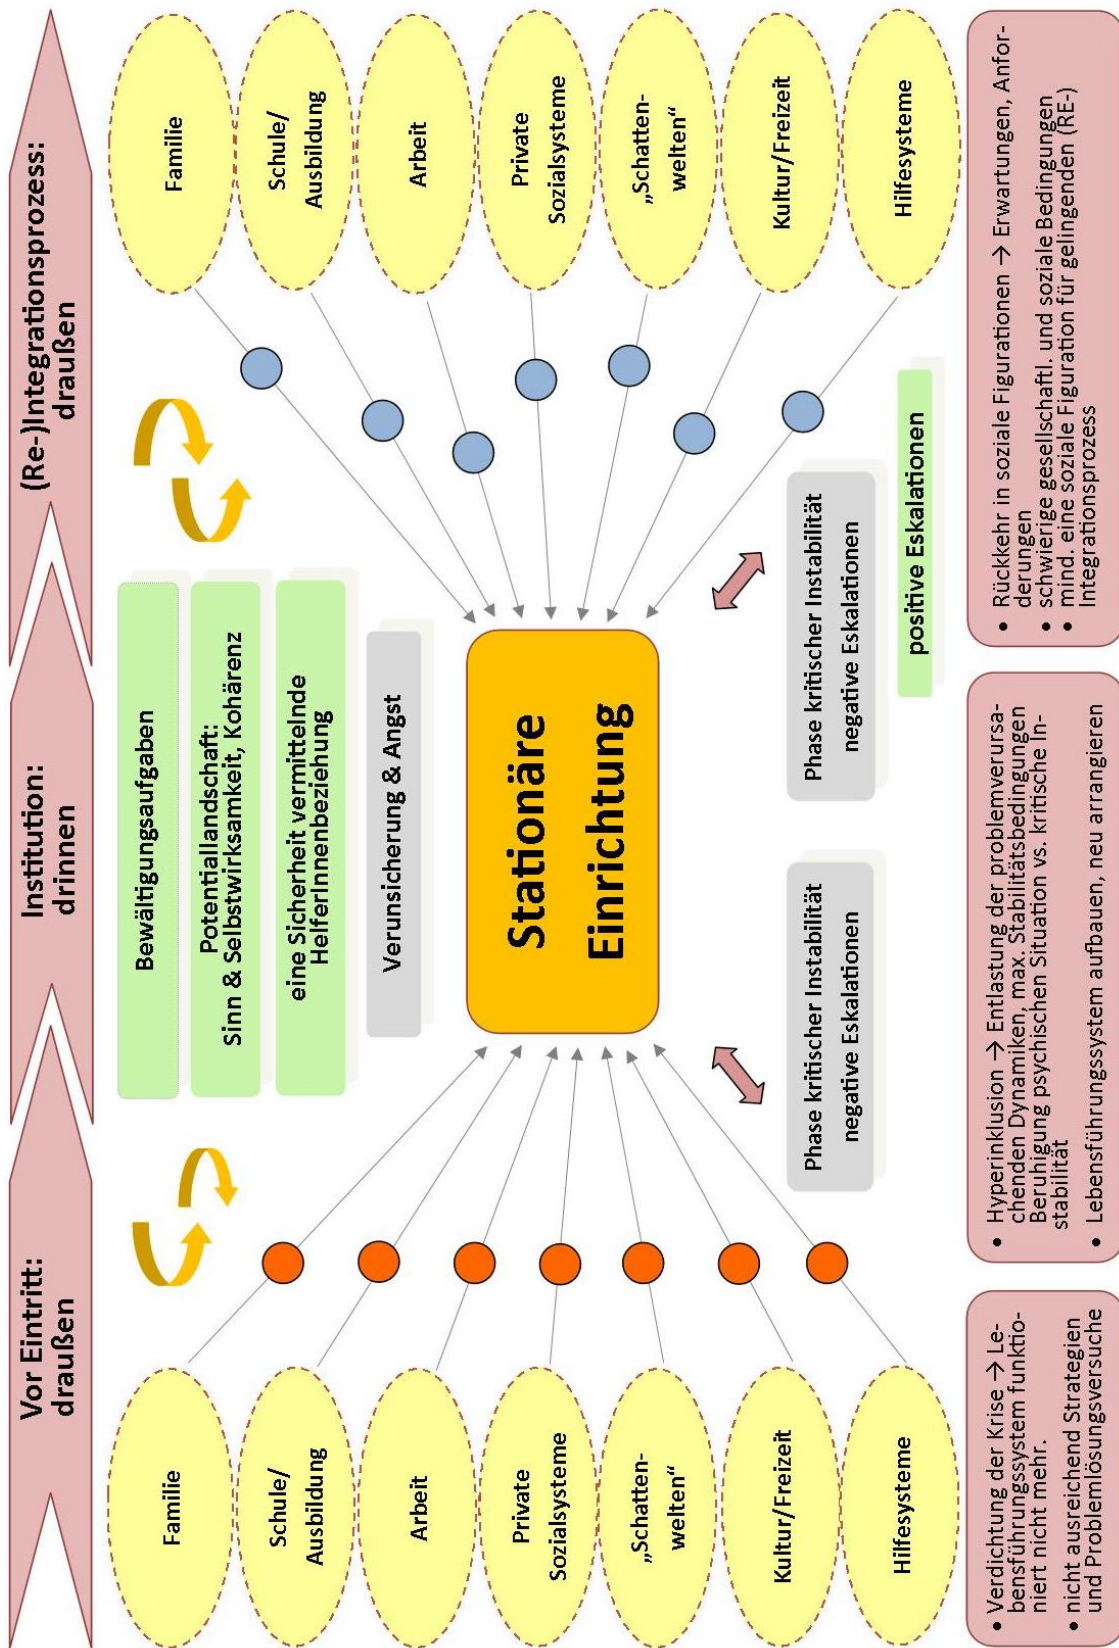 Vor Eintritt:
draußen
Institution:
drinnen
(Re-)Integrationsprozess:
draußen
Familie
Schule/
Ausbildung
Arbeit
Private
Sozialsysteme
„Schatten-
welten“
Kultur/Freizeit
Hilfesysteme
Bewältigungsaufgaben
Potentiallandschaft:
Sinn & Selbstwirksamkeit, Kohärenz
eine Sicherheit vermittelnde
HelferInnenbeziehung
Verunsicherung & Angst
Stationäre
Einrichtung
Phase kritischer Instabilität
negative Eskalationen
Phase kritischer Instabilität
negative Eskalationen
positive Eskalationen
Familie
Schule/
Ausbildung
Arbeit
Private
Sozialsysteme
„Schatten-
welten“
Kultur/Freizeit
Hilfesysteme
• Verdichtung der Krise → Le-
bensführungssystem funktio-
niert nicht mehr.
• nicht ausreichend Strategien
und Problemlösungsversuche
• Hyperinklusion → Entlastung der problemverursa-
chenden Dynamiken, max. Stabilitätsbedingungen
Beruhigung psychischen Situation vs. kritische In-
stabilität
• Lebensführungssystem aufbauen, neu arrangieren
• Rückkehr in soziale Figurationen → Erwartungen, Anfor-
derungen
• schwierige gesellschaftl. und soziale Bedingungen
• mind. eine soziale Figuration für gelingenden (RE-)
Integrationsprozess